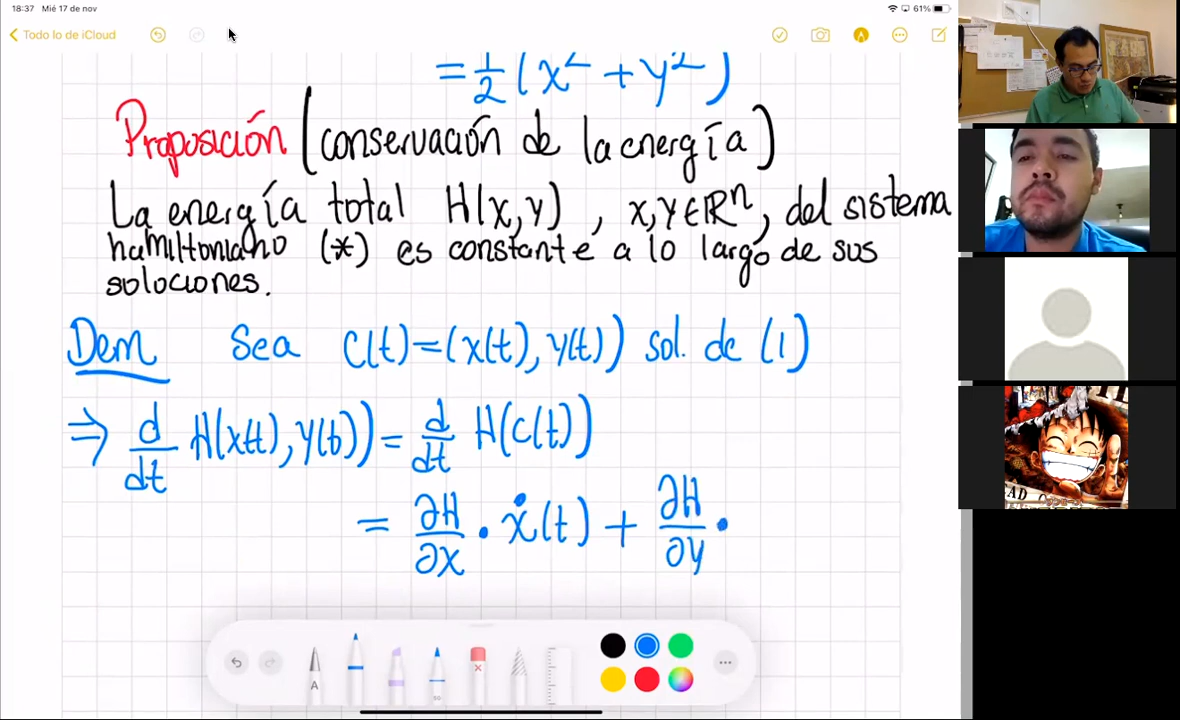 18:37 Mié 17 de nov
61%
Todo lo de iCloud
= 1/2 (x² + y²)
Proposición (conservación de la energía)
La energía total H(x,y), x,y∈ℝⁿ, del sistema
hamiltoniano (*) es constante a lo largo de sus
soluciones.
Dem Sea c(t)=(x(t),y(t)) sol. de (1)
⇒ d/dt H(x(t),y(t)) = d/dt H(c(t))
= ∂H/∂x · ẋ(t) + ∂H/∂y ·
A
50
AD